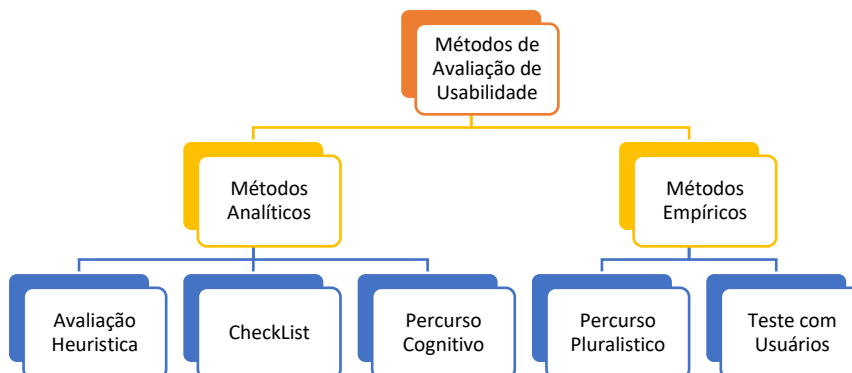 Métodos de
Avaliação de
Usabilidade
Métodos
Analíticos
Métodos
Empíricos
Avaliação
Heuristica
CheckList
Percurso
Cognitivo
Percurso
Pluralistico
Teste com
Usuários